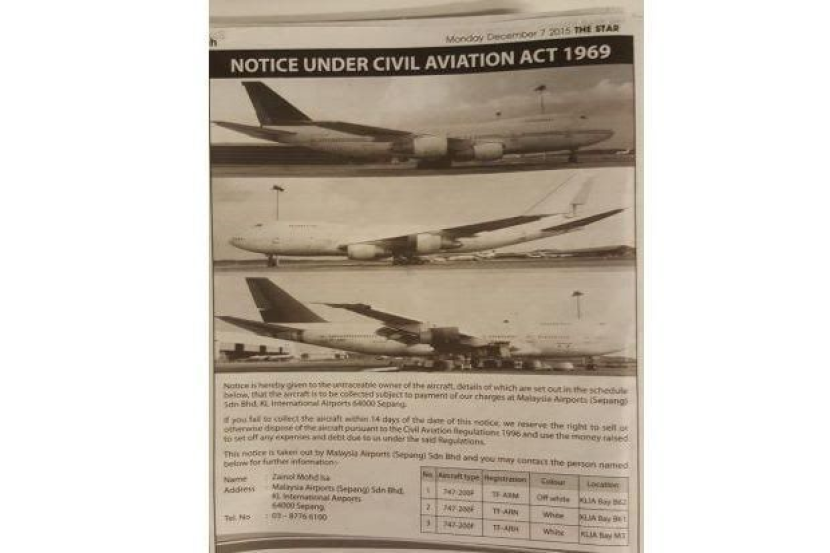 Monday December 7 2015 THE STAR
NOTICE UNDER CIVIL AVIATION ACT 1969
Notice is hereby given to the untraceable owner of the aircraft, details of which are set out in the schedule
below, that the aircraft is to be collected subject to payment of our charges at Malaysia Airports (Sepang)
Sdn Bhd, KL International Airports 64000 Sepang.
If you fail to collect the aircraft within 14 days of the date of this notice, we reserve the right to sell or
otherwise dispose of the aircraft pursuant to the Civil Aviation Regulations 1996 and use the money raised
to set off any expenses and debt due to us under the said Regulations.
This notice is taken out by Malaysia Airports (Sepang) Sdn Bhd and you may contact the person named
below for further information:-
Name : Zainol Mohd Isa
Address : Malaysia Airports (Sepang) Sdn Bhd,
KL International Airports
64000 Sepang.
Tel. No : 03 – 8776 6100
No. Aircraft type Registration Colour Location
1 747-200F TF-ARM Off white KLIA Bay B62
2 747-200F TF-ARN White KLIA Bay B61
3 747-200F TF-ARH White KLIA Bay M3